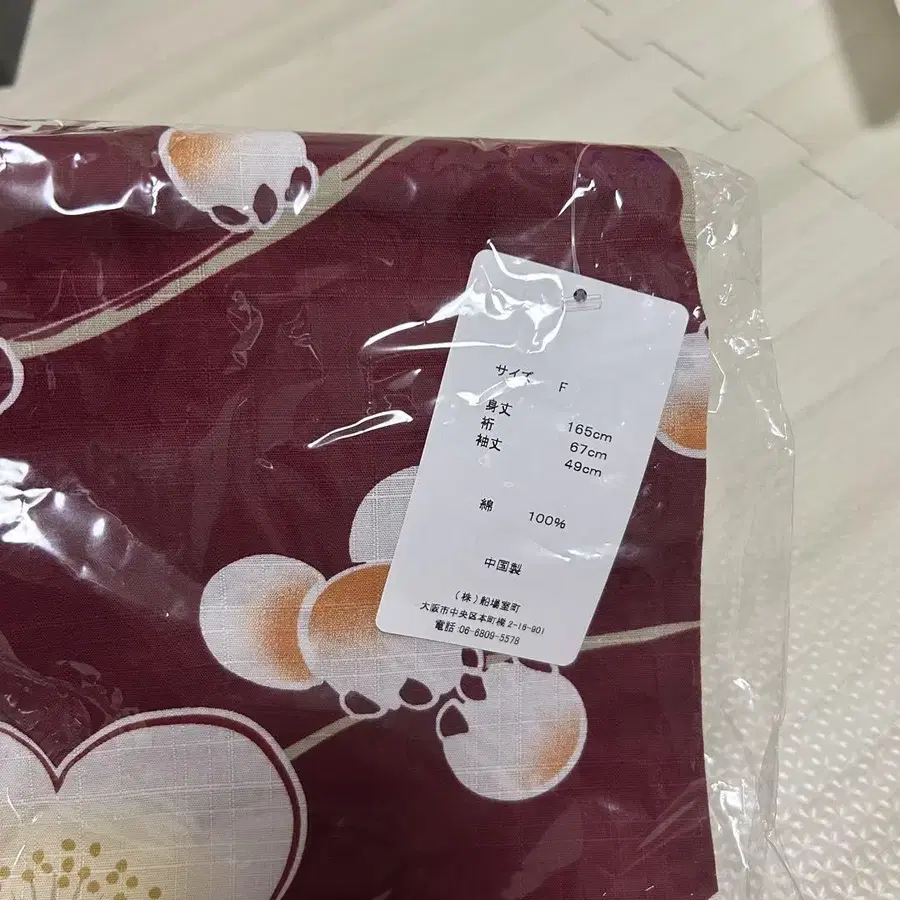 サイズ F
身丈 165cm
裄 67cm
袖丈 49cm
綿 100%
中国製
(株)船場室町
大阪市中央区本町橋2-16-901
電話:06-6809-5578